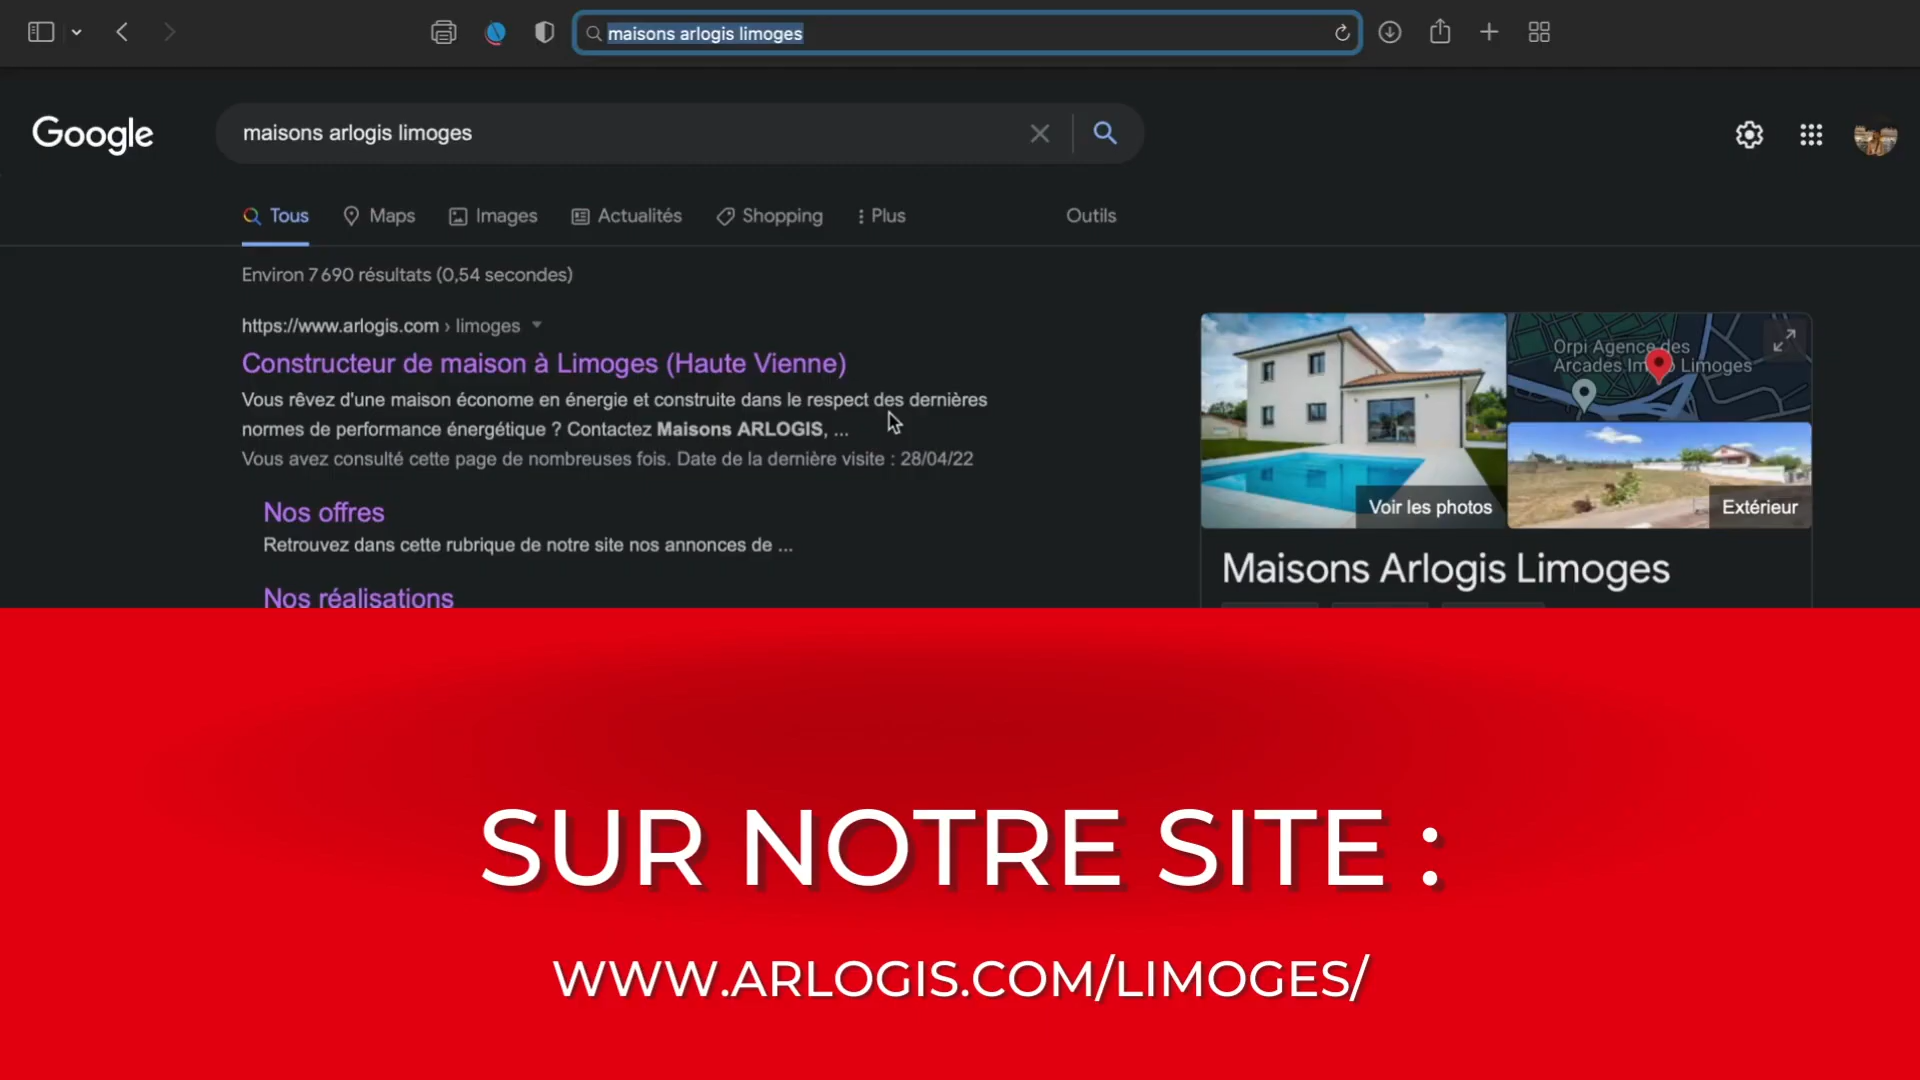 maisons arlogis limoges
Google
maisons arlogis limoges
Tous
Maps
Images
Actualités
Shopping
Plus
Outils
Environ 7 690 résultats (0,54 secondes)
https://www.arlogis.com › limoges
Constructeur de maison à Limoges (Haute Vienne)
Vous rêvez d'une maison économe en énergie et construite dans le respect des dernières
normes de performance énergétique ? Contactez Maisons ARLOGIS, ...
Vous avez consulté cette page de nombreuses fois. Date de la dernière visite : 28/04/22
Nos offres
Retrouvez dans cette rubrique de notre site nos annonces de ...
Nos réalisations
Orpi Agence des
Arcades Limoges
Voir les photos
Extérieur
Maisons Arlogis Limoges
SUR NOTRE SITE :
WWW.ARLOGIS.COM/LIMOGES/